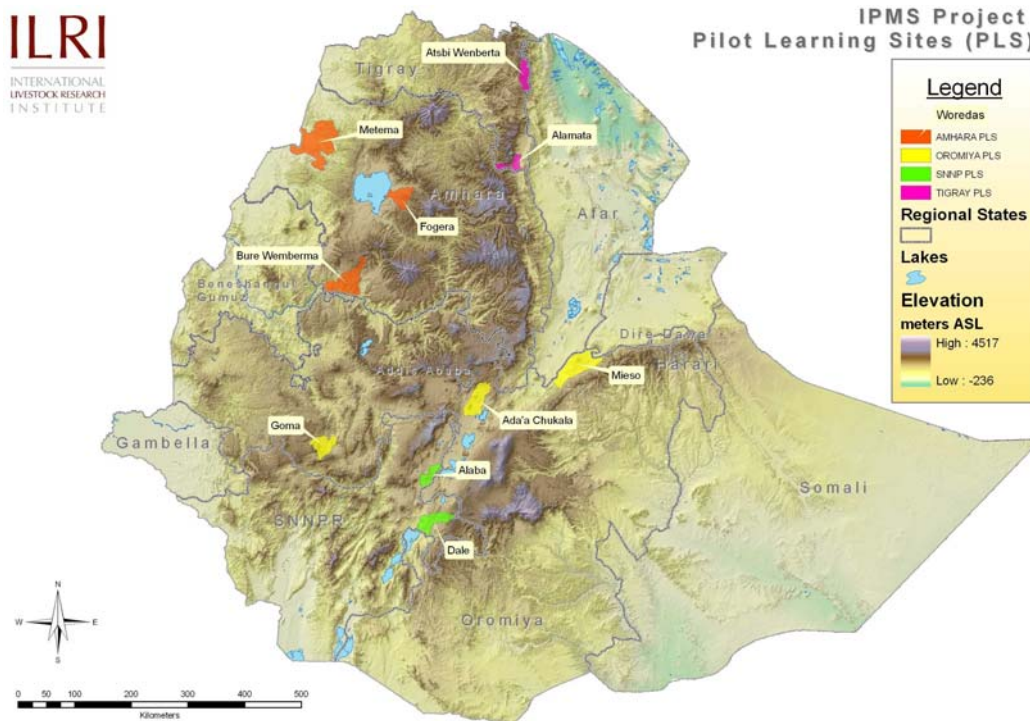 ILRI
INTERNATIONAL
LIVESTOCK RESEARCH
INSTITUTE
IPMS Project
Pilot Learning Sites (PLS)
Legend
Woredas
AMHARA PLS
OROMIYA PLS
SNNP PLS
TIGRAY PLS
Regional States
Lakes
Elevation
meters ASL
High : 4517
Low : -236
Atsbi Wenberta
Tigray
Metema
Alamata
Amhara
Afar
Fogera
Bure Wemberma
Beneshangul
Gumuz
Dire Dawa
Harari
Mieso
Addis Ababa
Ada'a Chukala
Goma
Gambella
Alaba
Somali
SNNPR
Dale
Oromiya
N
W
E
S
0 50 100 200 300 400 500
Kilometers